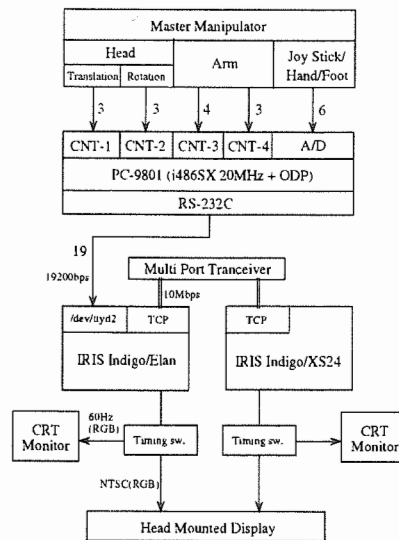 Master Manipulator
Head
Arm
Joy Stick/
Hand/Foot
Translation
Rotation
3
3
4
3
6
CNT-1
CNT-2
CNT-3
CNT-4
A/D
PC-9801 (i486SX 20MHz + ODP)
RS-232C
19
19200bps
Multi Port Tranceiver
10Mbps
/dev/ttyd2
TCP
TCP
IRIS Indigo/Elan
IRIS Indigo/XS24
CRT
Monitor
60Hz
(RGB)
Timing sw.
Timing sw.
CRT
Monitor
NTSC(RGB)
Head Mounted Display